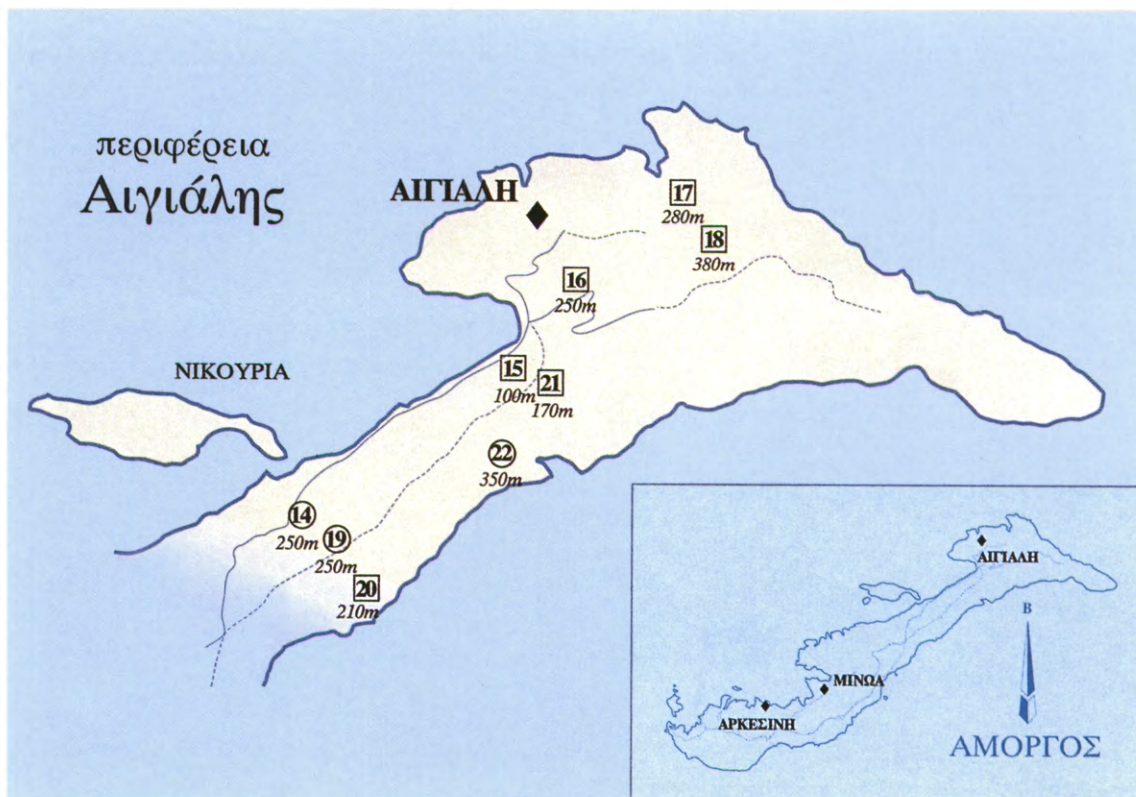 περιφέρεια
Αιγιάλης
ΑΙΓΙΑΛΗ
17
280m
18
380m
16
250m
ΝΙΚΟΥΡΙΑ
15
100m
21
170m
22
350m
14
250m
19
250m
20
210m
ΑΙΓΙΑΛΗ
Β
ΜΙΝΩΑ
ΑΡΚΕΣΙΝΗ
ΑΜΟΡΓΟΣ